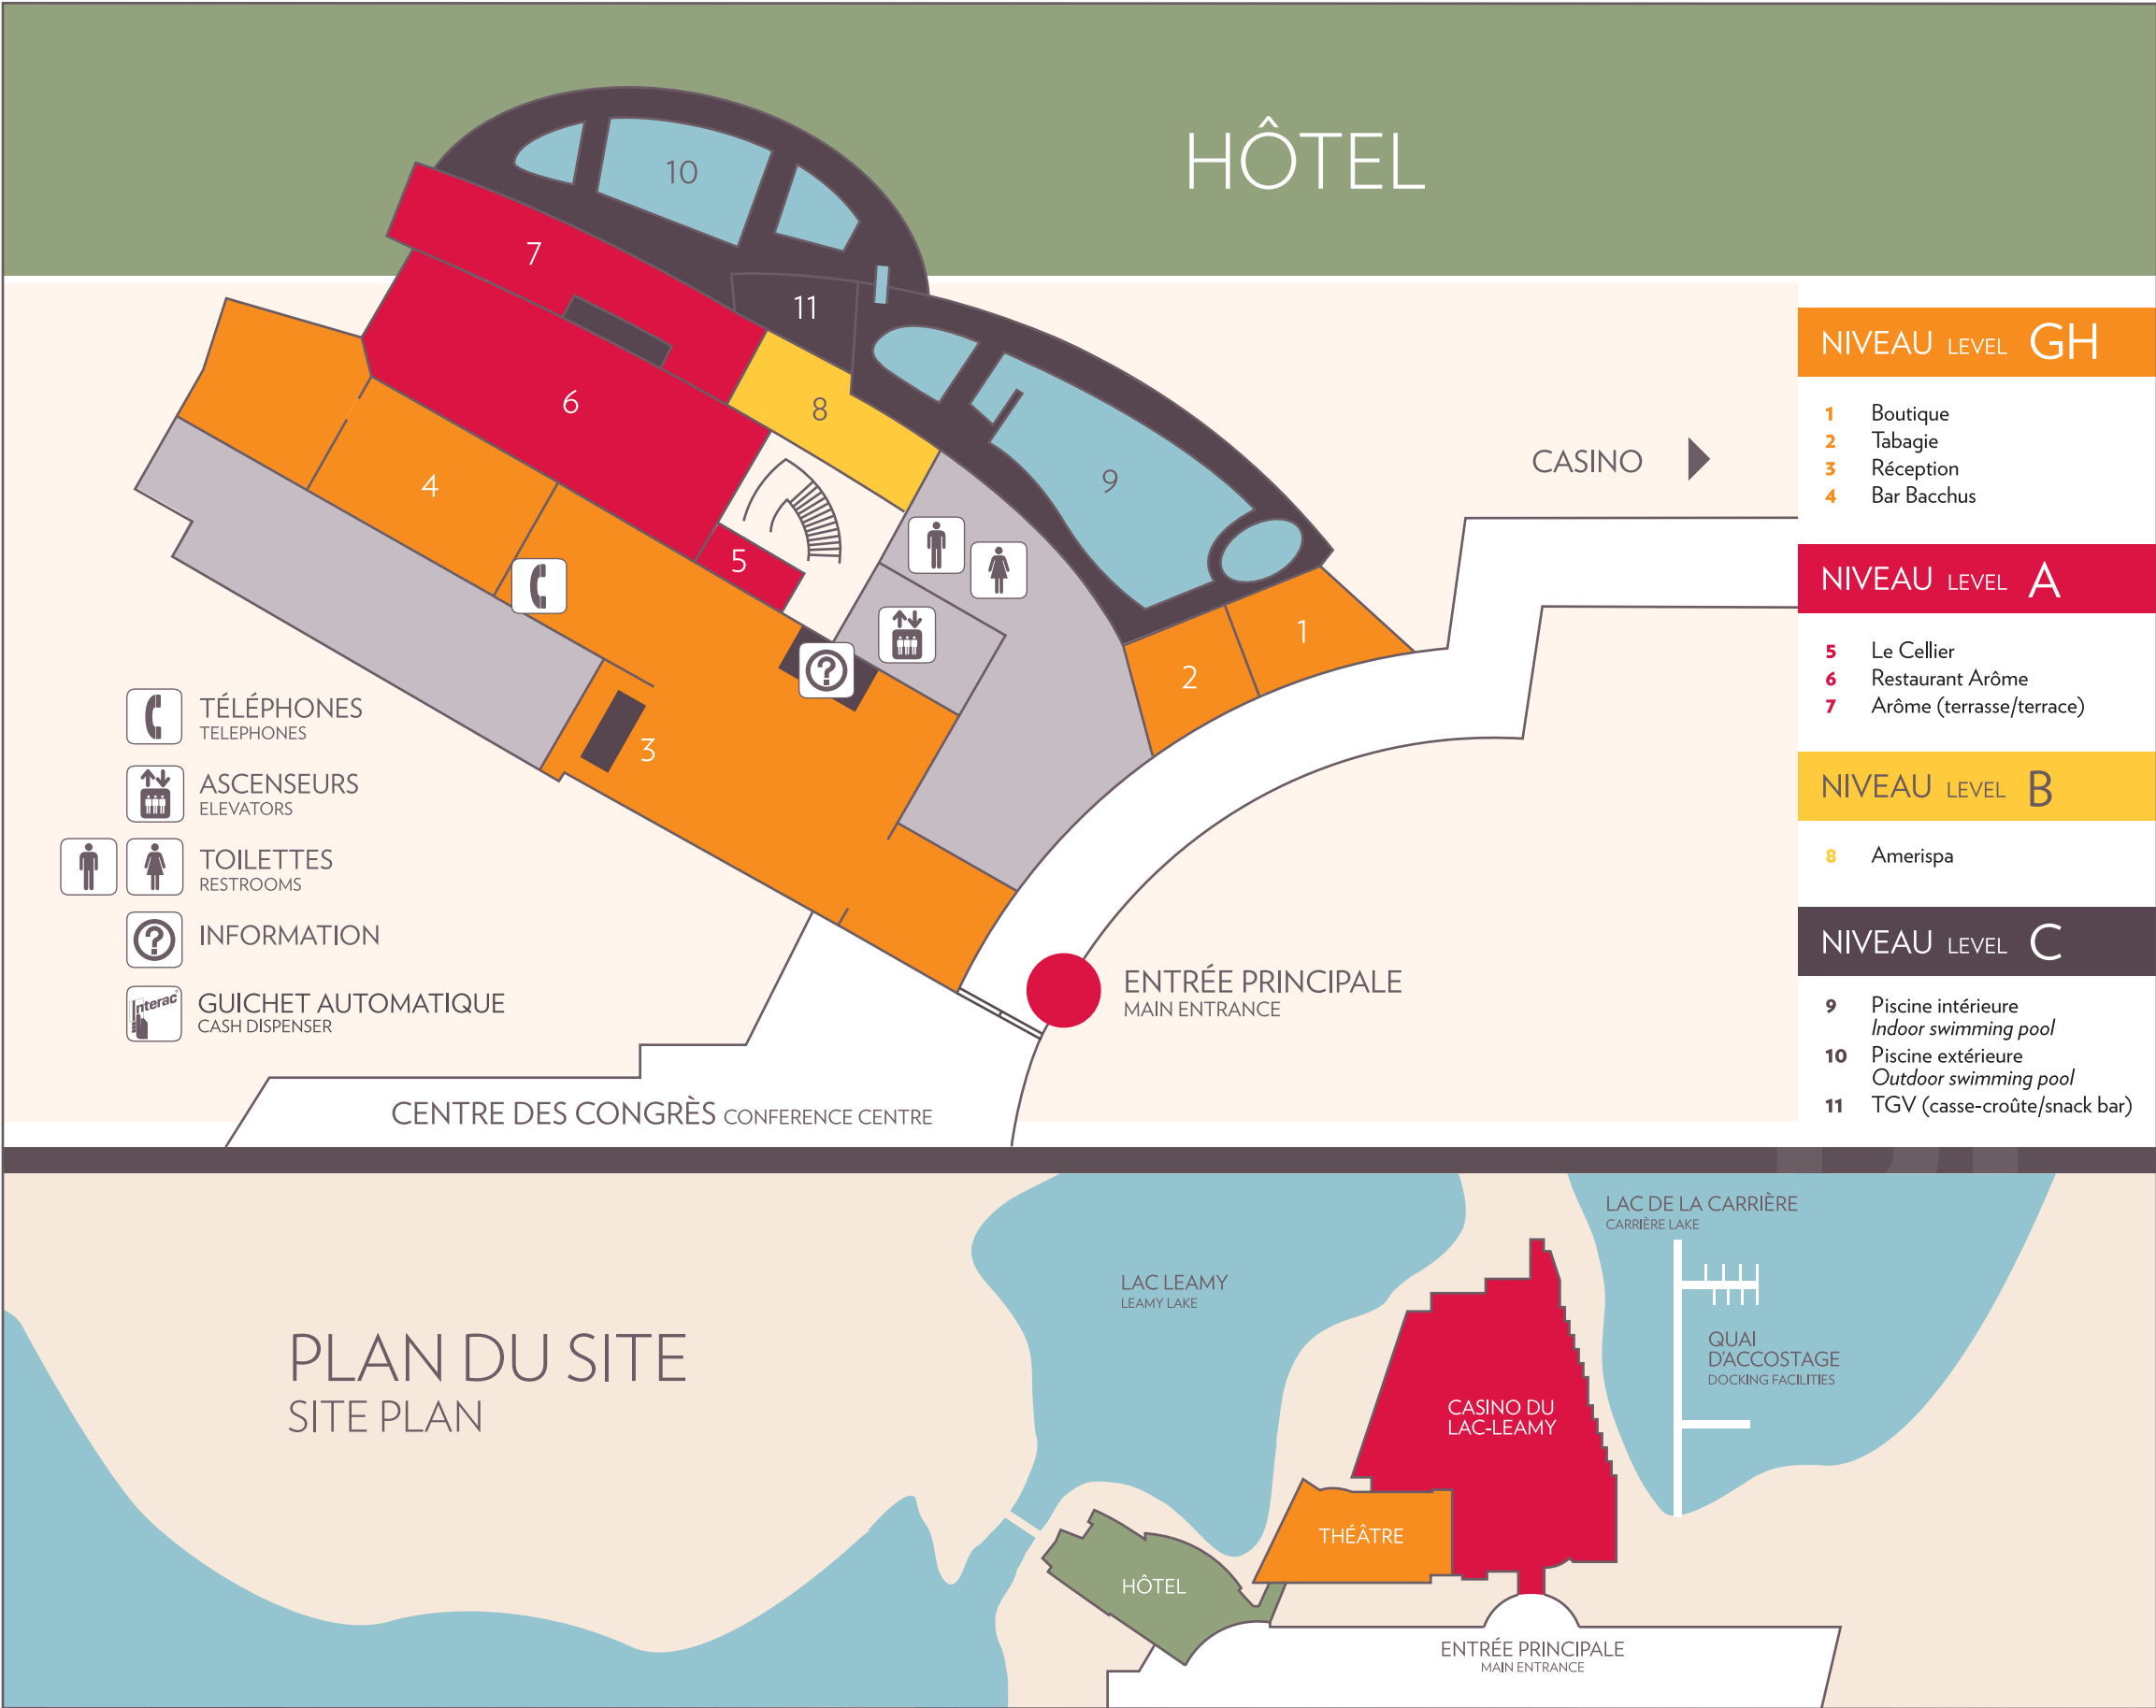 HÔTEL
10
7
11
6
8
9
4
5
1
2
3
CASINO
TÉLÉPHONES
TELEPHONES
ASCENSEURS
ELEVATORS
TOILETTES
RESTROOMS
?
INFORMATION
?
Interac
GUICHET AUTOMATIQUE
CASH DISPENSER
ENTRÉE PRINCIPALE
MAIN ENTRANCE
CENTRE DES CONGRÈS CONFERENCE CENTRE
NIVEAU LEVEL GH
1 Boutique
2 Tabagie
3 Réception
4 Bar Bacchus
NIVEAU LEVEL A
5 Le Cellier
6 Restaurant Arôme
7 Arôme (terrasse/terrace)
NIVEAU LEVEL B
8 Amerispa
NIVEAU LEVEL C
9 Piscine intérieure
Indoor swimming pool
10 Piscine extérieure
Outdoor swimming pool
11 TGV (casse-croûte/snack bar)
PLAN DU SITE
SITE PLAN
LAC LEAMY
LEAMY LAKE
LAC DE LA CARRIÈRE
CARRIÈRE LAKE
QUAI
D'ACCOSTAGE
DOCKING FACILITIES
CASINO DU
LAC-LEAMY
THÉÂTRE
HÔTEL
ENTRÉE PRINCIPALE
MAIN ENTRANCE